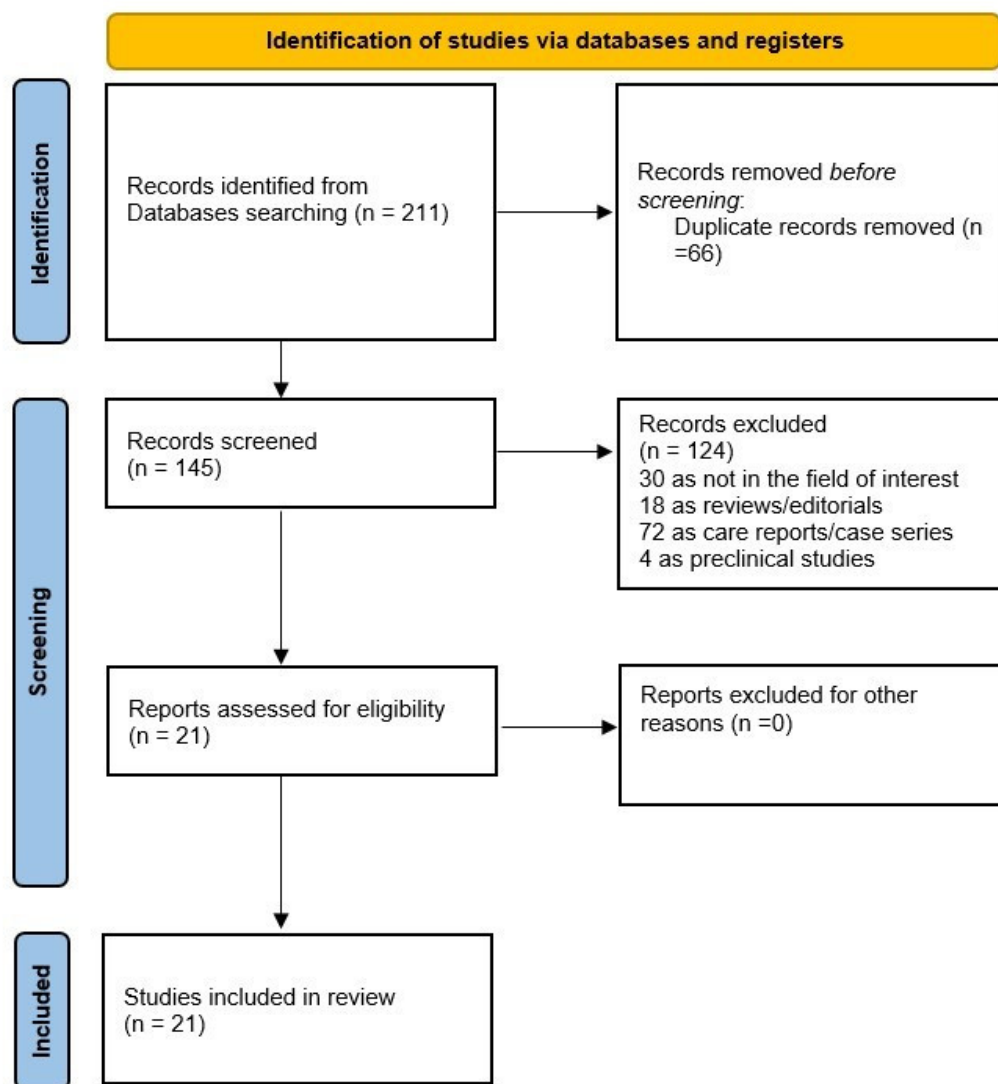 Identification of studies via databases and registers
Identification
Records identified from
Databases searching (n = 211)
Records removed before
screening:
Duplicate records removed (n
=66)
Screening
Records screened
(n = 145)
Records excluded
(n = 124)
30 as not in the field of interest
18 as reviews/editorials
72 as care reports/case series
4 as preclinical studies
Reports assessed for eligibility
(n = 21)
Reports excluded for other
reasons (n =0)
Included
Studies included in review
(n = 21)